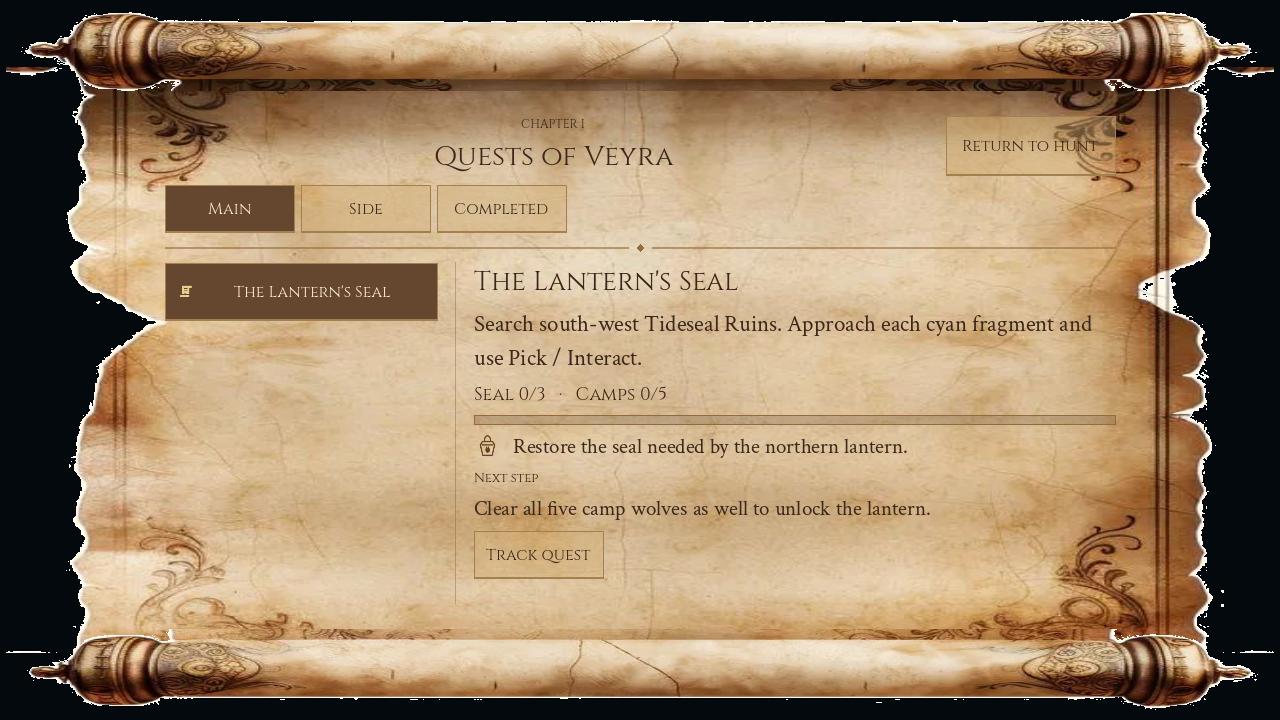 Chapter I
Quests of Veyra
Return to Hunt
Main
Side
Completed
The Lantern's Seal
The Lantern's Seal
Search south-west Tideseal Ruins. Approach each cyan fragment and
use Pick / Interact.
Seal 0/3 · Camps 0/5
Restore the seal needed by the northern lantern.
Next step
Clear all five camp wolves as well to unlock the lantern.
Track Quest